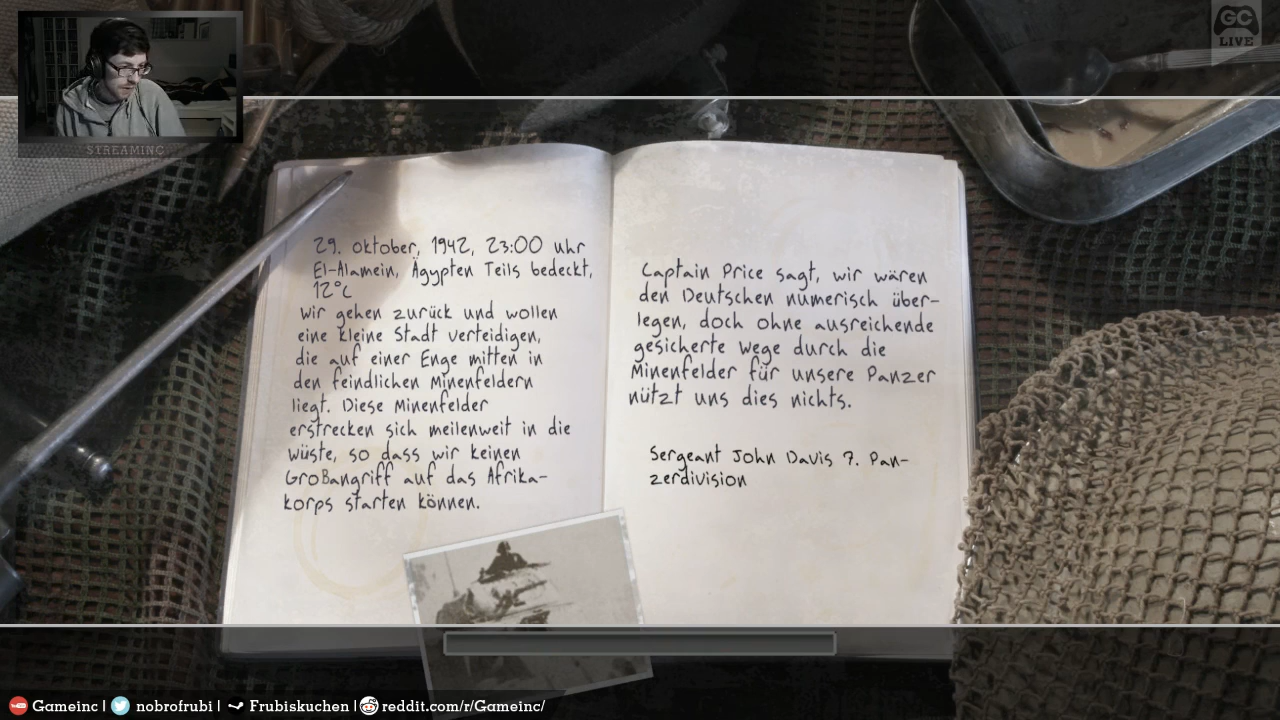 GC
LIVE
STREAMINC
29. Oktober, 1942, 23:00 Uhr
El-Alamein, Ägypten Teils bedeckt,
12°C
Wir gehen zurück und wollen
eine kleine Stadt verteidigen,
die auf einer Enge mitten in
den feindlichen Minenfeldern
liegt. Diese Minenfelder
erstrecken sich meilenweit in die
Wüste, so dass wir keinen
Großangriff auf das Afrika-
korps starten können.
Captain Price sagt, wir wären
den Deutschen numerisch über-
legen, doch ohne ausreichende
gesicherte Wege durch die
Minenfelder für unsere Panzer
nützt uns dies nichts.
Sergeant John Davis 7. Pan-
zerdivision
Gameinc | nobrofrubi | Frubiskuchen | reddit.com/r/Gameinc/